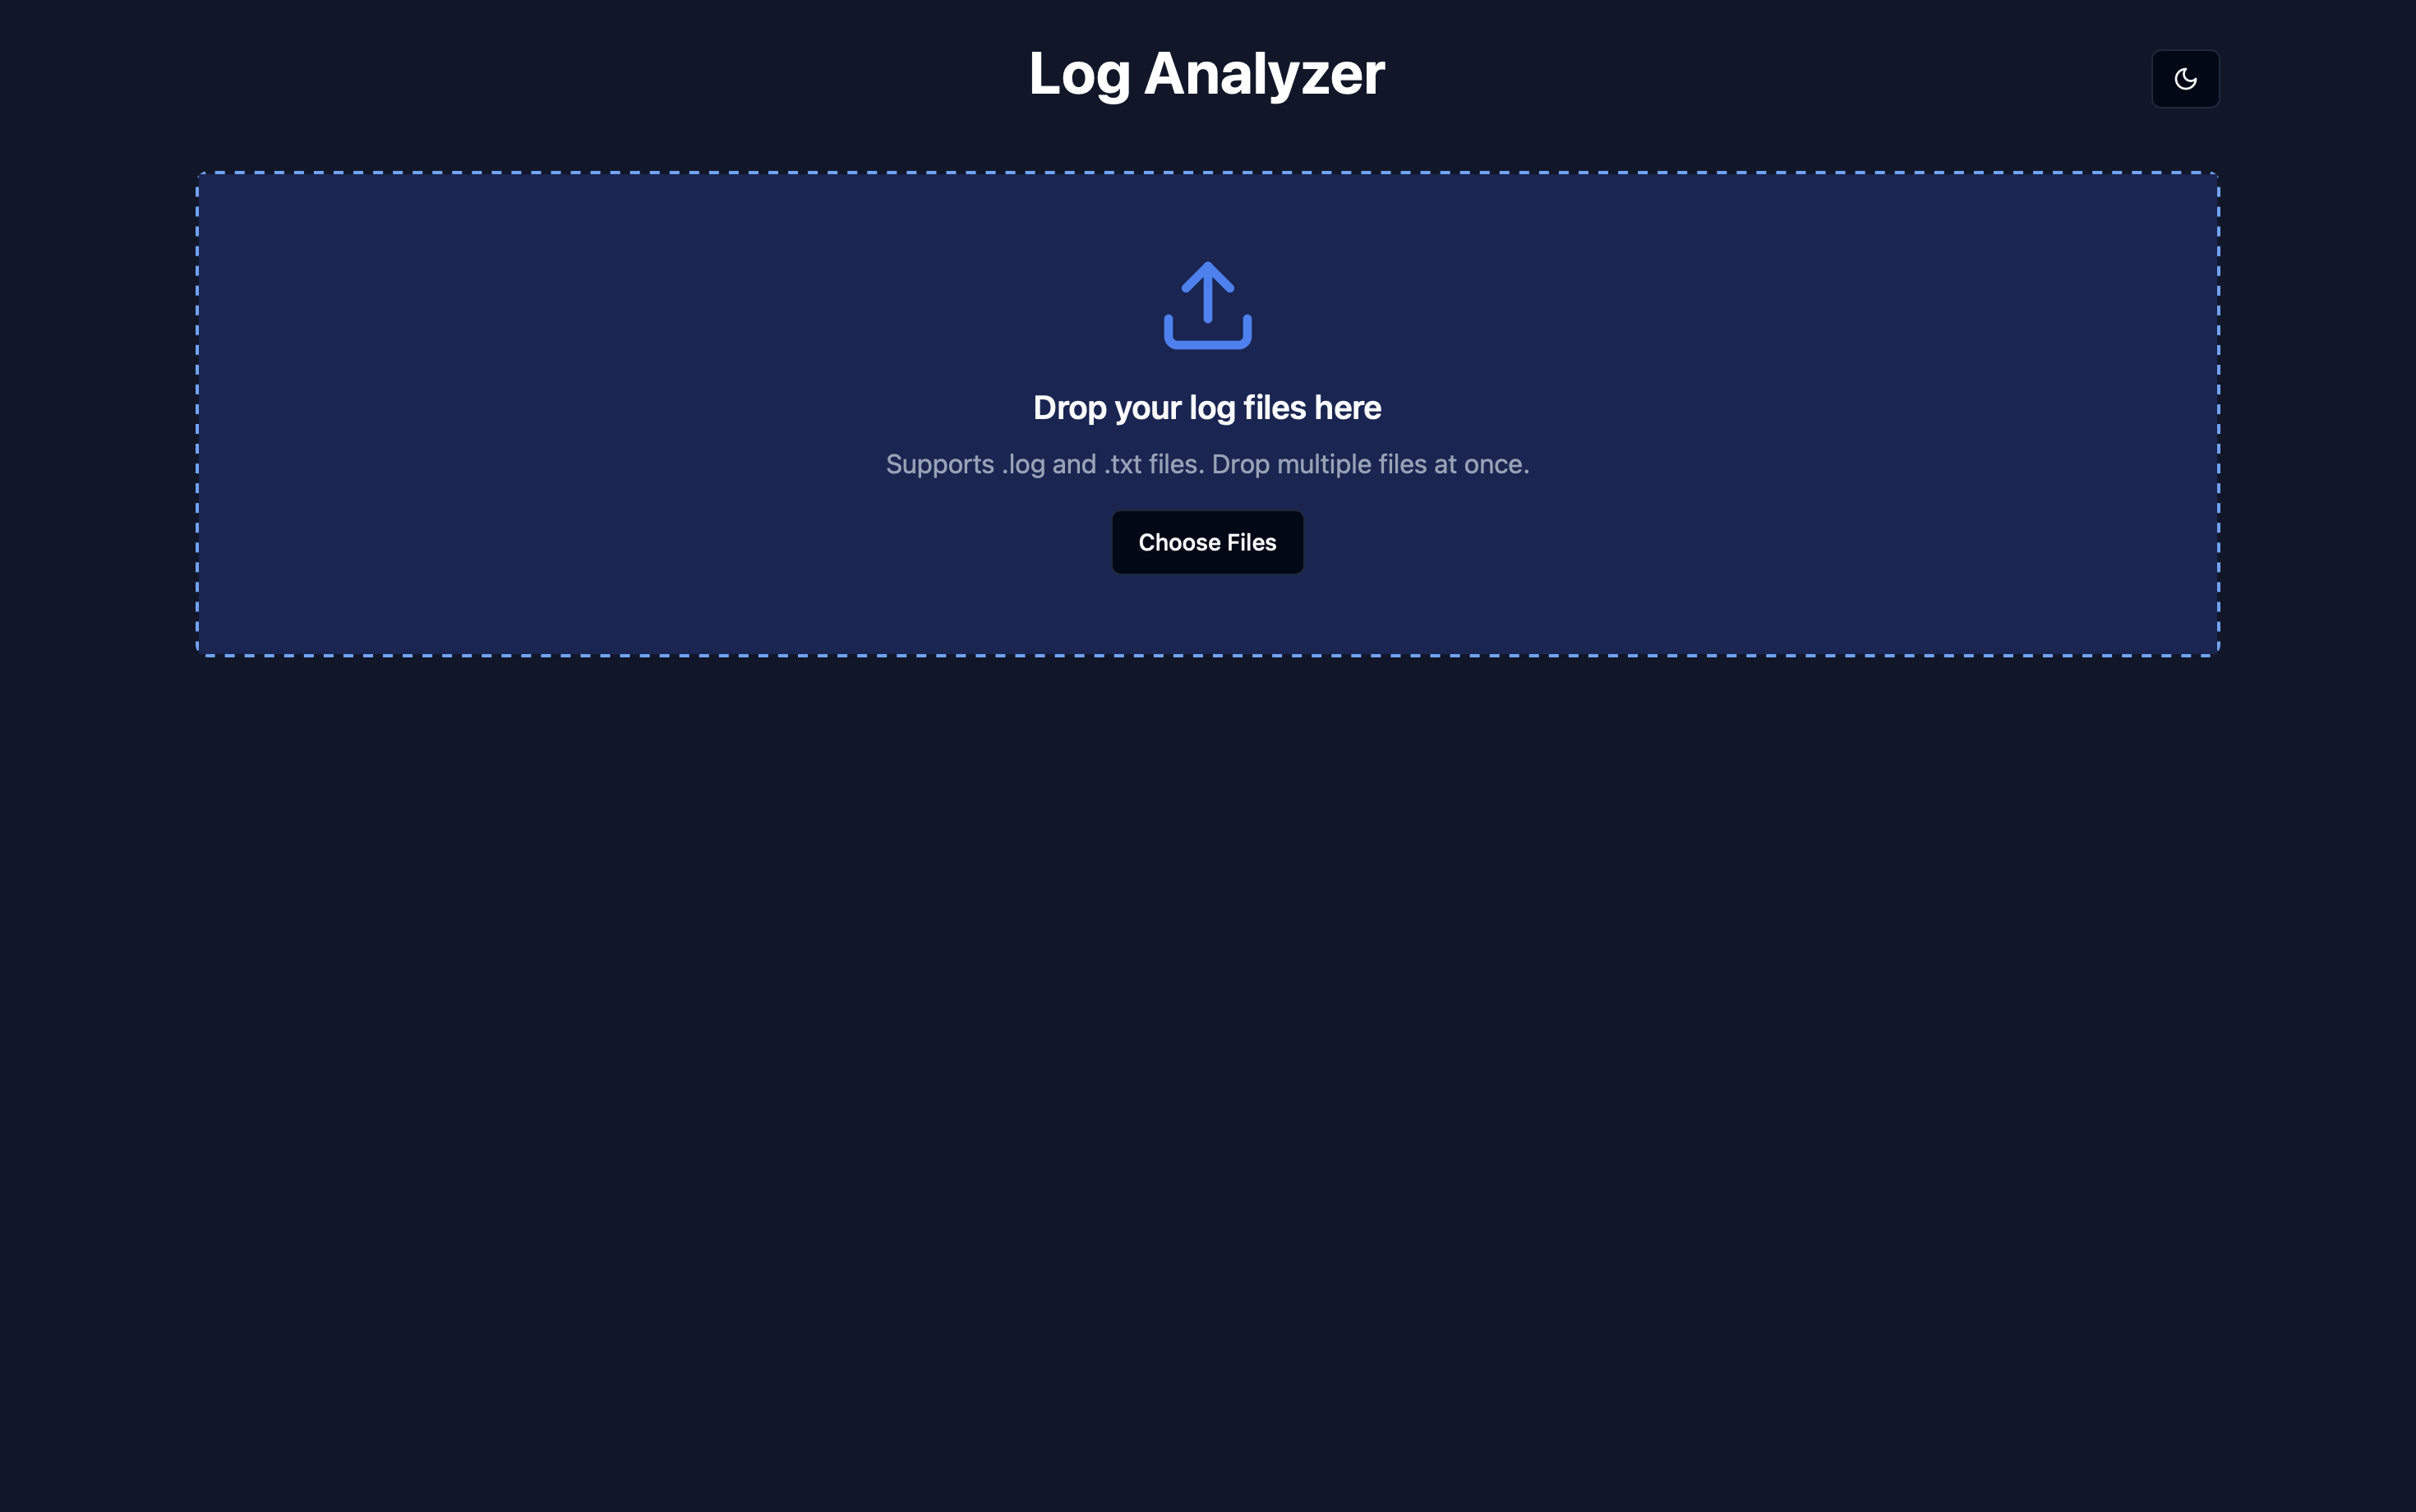 Log Analyzer
Drop your log files here
Supports .log and .txt files. Drop multiple files at once.
Choose Files